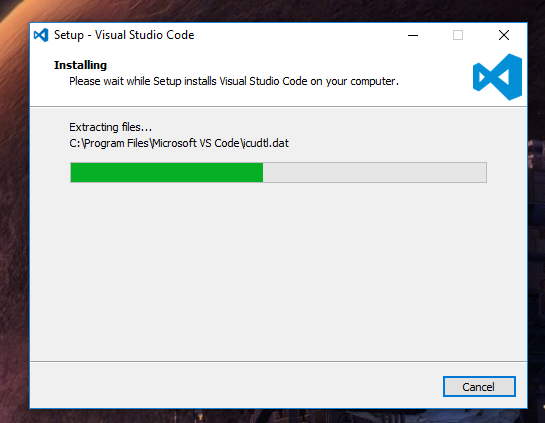 Setup - Visual Studio Code
Installing
Please wait while Setup installs Visual Studio Code on your computer.
Extracting files...
C:\Program Files\Microsoft VS Code\icudtl.dat
Cancel